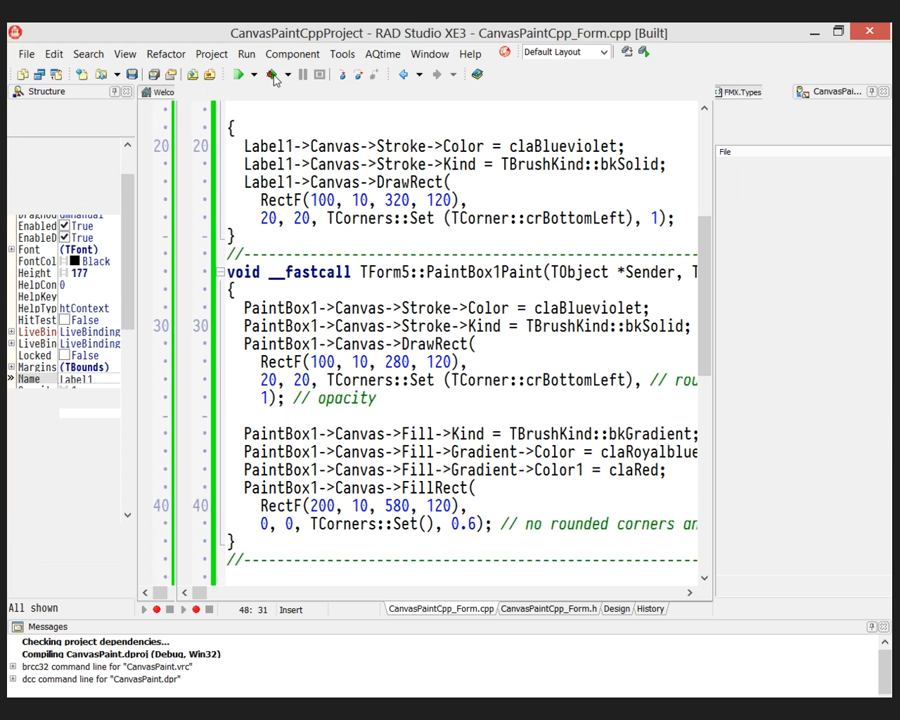 CanvasPaintCppProject - RAD Studio XE3 - CanvasPaintCpp_Form.cpp [Built]
File Edit Search View Refactor Project Run Component Tools AQtime Window Help Default Layout
Structure
Welco
FMX.Types
CanvasPai...
File
{
20 20 Label1->Canvas->Stroke->Color = claBlueviolet;
Label1->Canvas->Stroke->Kind = TBrushKind::bkSolid;
Label1->Canvas->DrawRect(
RectF(100, 10, 320, 120),
20, 20, TCorners::Set (TCorner::crBottomLeft), 1);
}
//------------------------------------------------------
void __fastcall TForm5::PaintBox1Paint(TObject *Sender, T
{
PaintBox1->Canvas->Stroke->Color = claBlueviolet;
30 30 PaintBox1->Canvas->Stroke->Kind = TBrushKind::bkSolid;
PaintBox1->Canvas->DrawRect(
RectF(100, 10, 280, 120),
20, 20, TCorners::Set (TCorner::crBottomLeft), // rou
1); // opacity
PaintBox1->Canvas->Fill->Kind = TBrushKind::bkGradient;
PaintBox1->Canvas->Fill->Gradient->Color = claRoyalblue
PaintBox1->Canvas->Fill->Gradient->Color1 = claRed;
PaintBox1->Canvas->FillRect(
40 40 RectF(200, 10, 580, 120),
0, 0, TCorners::Set(), 0.6); // no rounded corners an
}
//------------------------------------------------------
Enabled True
EnableD True
Font (TFont)
FontCol Black
Height 177
HelpCon 0
HelpKey
HelpTyp htContext
HitTest False
LiveBin LiveBinding
LiveBin LiveBinding
Locked False
Margins (TBounds)
Name Label1
All shown
48: 31 Insert
CanvasPaintCpp_Form.cpp CanvasPaintCpp_Form.h Design History
Messages
Checking project dependencies...
Compiling CanvasPaint.dproj (Debug, Win32)
brcc32 command line for "CanvasPaint.vrc"
dcc command line for "CanvasPaint.dpr"